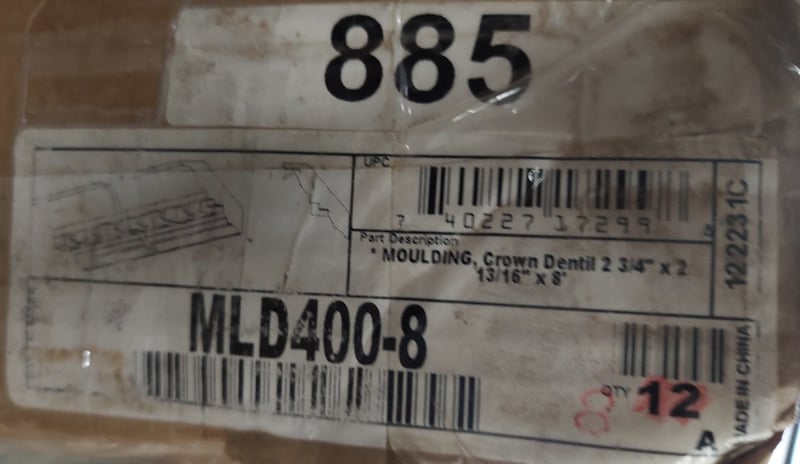 885
UPC
7 40227 17299
Part Description
* MOULDING, Crown Dentil 2 3/4" x 2
13/16" x 8'
122231C
MLD400-8
QTY 12
MADE IN CHINA
A